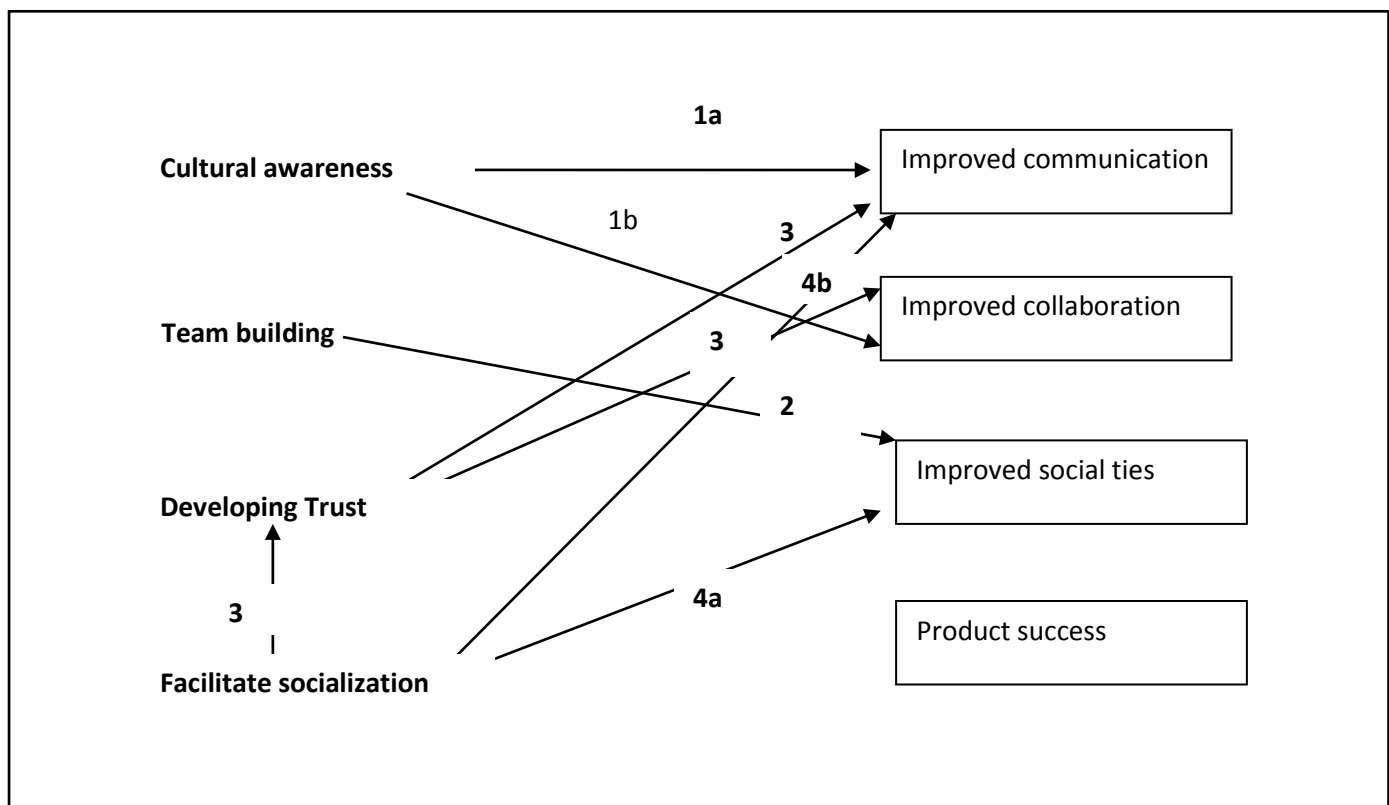 1a
Cultural awareness
Improved communication
1b
3
4b
Improved collaboration
Team building
3
2
Improved social ties
Developing Trust
4a
3
Product success
Facilitate socialization